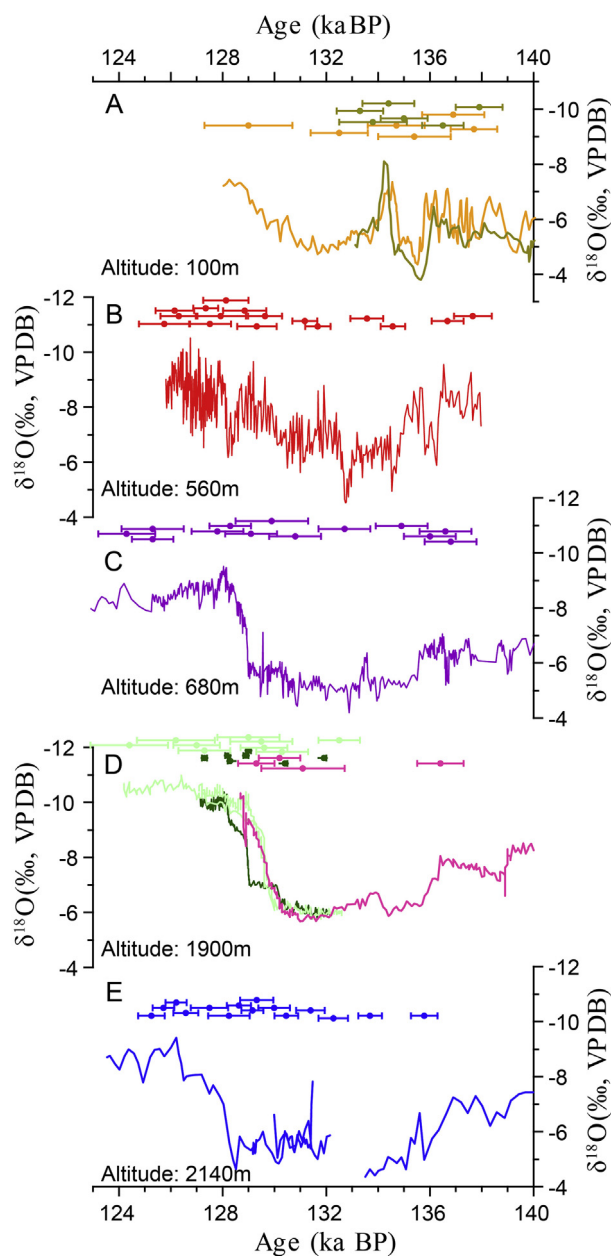 Age (ka BP)
124 128 132 136 140
A
-10
-8
-6
-4
δ18O(‰, VPDB)
Altitude: 100m
B
-12
-10
-8
-6
-4
δ18O(‰, VPDB)
Altitude: 560m
C
-12
-10
-8
-6
-4
δ18O(‰, VPDB)
Altitude: 680m
D
-12
-10
-8
-6
-4
δ18O(‰, VPDB)
Altitude: 1900m
E
-12
-10
-8
-6
-4
δ18O(‰, VPDB)
Altitude: 2140m
124 128 132 136 140
Age (ka BP)